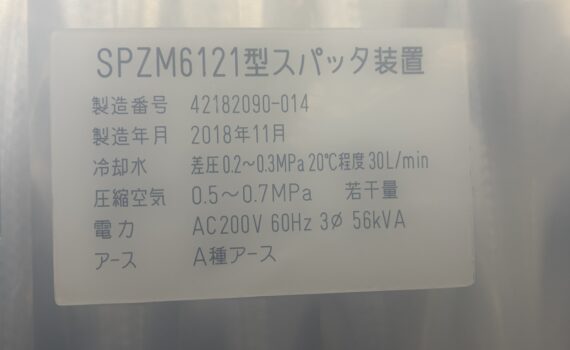 SPZM6121型スパッタ装置
製造番号 42182090-014
製造年月 2018年11月
冷却水 差圧0.2～0.3MPa 20℃程度 30L/min
圧縮空気 0.5～0.7MPa 若干量
電力 AC200V 60Hz 3φ 56kVA
アース A種アース